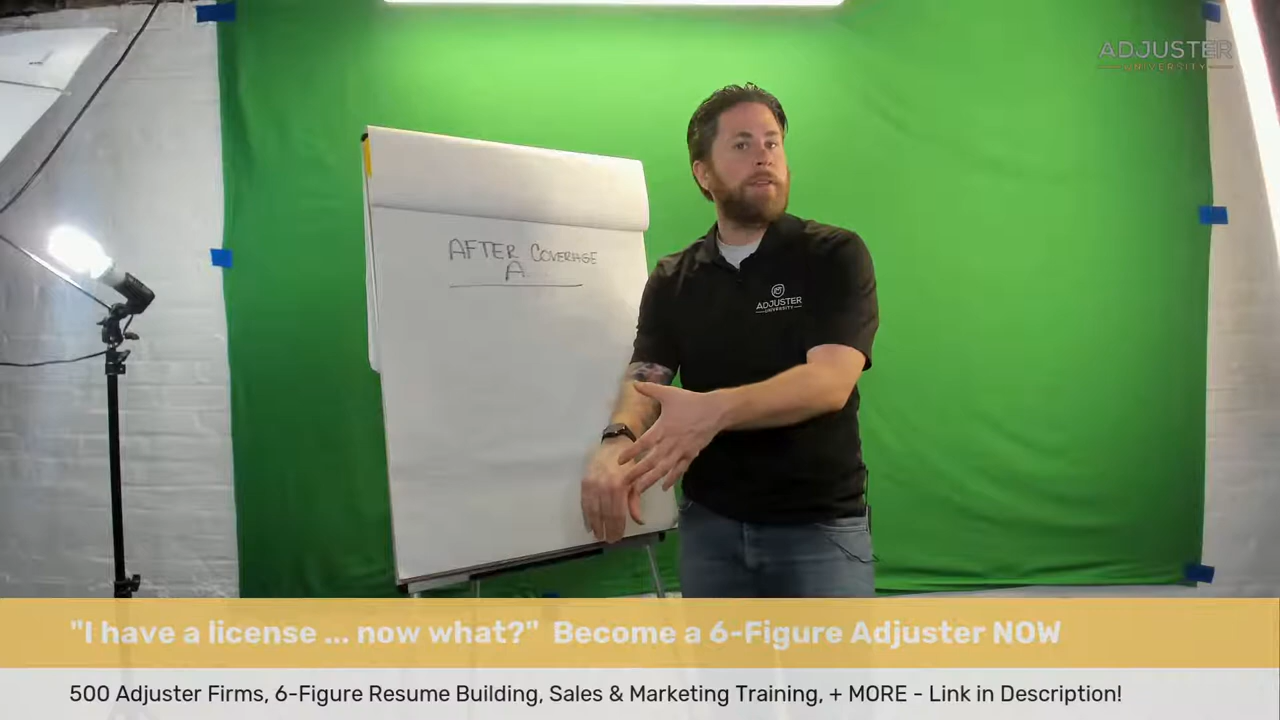 ADJUSTER
UNIVERSITY
AFTER COVERAGE
A
ADJUSTER
UNIVERSITY
"I have a license ... now what?" Become a 6-Figure Adjuster NOW
500 Adjuster Firms, 6-Figure Resume Building, Sales & Marketing Training, + MORE - Link in Description!